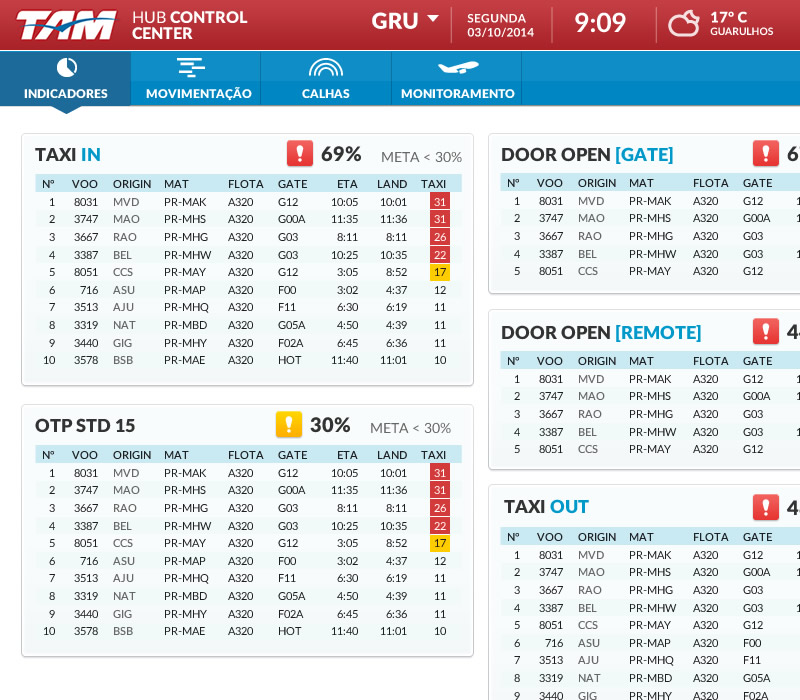 TAM HUB CONTROL CENTER
GRU
SEGUNDA
03/10/2014
9:09
17° C
GUARULHOS
INDICADORES MOVIMENTAÇÃO CALHAS MONITORAMENTO
TAXI IN 69% META < 30%
Nº VOO ORIGIN MAT FLOTA GATE ETA LAND TAXI
1 8031 MVD PR-MAK A320 G12 10:05 10:01 31
2 3747 MAO PR-MHS A320 G00A 11:35 11:36 31
3 3667 RAO PR-MHG A320 G03 8:11 8:11 26
4 3387 BEL PR-MHW A320 G03 10:25 10:35 22
5 8051 CCS PR-MAY A320 G12 3:05 8:52 17
6 716 ASU PR-MAP A320 F00 3:02 4:37 12
7 3513 AJU PR-MHQ A320 F11 6:30 6:19 11
8 3319 NAT PR-MBD A320 G05A 4:50 4:39 11
9 3440 GIG PR-MHY A320 F02A 6:45 6:36 11
10 3578 BSB PR-MAE A320 HOT 11:40 11:01 10
OTP STD 15 30% META < 30%
Nº VOO ORIGIN MAT FLOTA GATE ETA LAND TAXI
1 8031 MVD PR-MAK A320 G12 10:05 10:01 31
2 3747 MAO PR-MHS A320 G00A 11:35 11:36 31
3 3667 RAO PR-MHG A320 G03 8:11 8:11 26
4 3387 BEL PR-MHW A320 G03 10:25 10:35 22
5 8051 CCS PR-MAY A320 G12 3:05 8:52 17
6 716 ASU PR-MAP A320 F00 3:02 4:37 12
7 3513 AJU PR-MHQ A320 F11 6:30 6:19 11
8 3319 NAT PR-MBD A320 G05A 4:50 4:39 11
9 3440 GIG PR-MHY A320 F02A 6:45 6:36 11
10 3578 BSB PR-MAE A320 HOT 11:40 11:01 10
DOOR OPEN [GATE]
Nº VOO ORIGIN MAT FLOTA GATE
1 8031 MVD PR-MAK A320 G12
2 3747 MAO PR-MHS A320 G00A
3 3667 RAO PR-MHG A320 G03
4 3387 BEL PR-MHW A320 G03
5 8051 CCS PR-MAY A320 G12
DOOR OPEN [REMOTE]
Nº VOO ORIGIN MAT FLOTA GATE
1 8031 MVD PR-MAK A320 G12
2 3747 MAO PR-MHS A320 G00A
3 3667 RAO PR-MHG A320 G03
4 3387 BEL PR-MHW A320 G03
5 8051 CCS PR-MAY A320 G12
TAXI OUT
Nº VOO ORIGIN MAT FLOTA GATE
1 8031 MVD PR-MAK A320 G12
2 3747 MAO PR-MHS A320 G00A
3 3667 RAO PR-MHG A320 G03
4 3387 BEL PR-MHW A320 G03
5 8051 CCS PR-MAY A320 G12
6 716 ASU PR-MAP A320 F00
7 3513 AJU PR-MHQ A320 F11
8 3319 NAT PR-MBD A320 G05A
9 3440 GIG PR-MHY A320 F02A